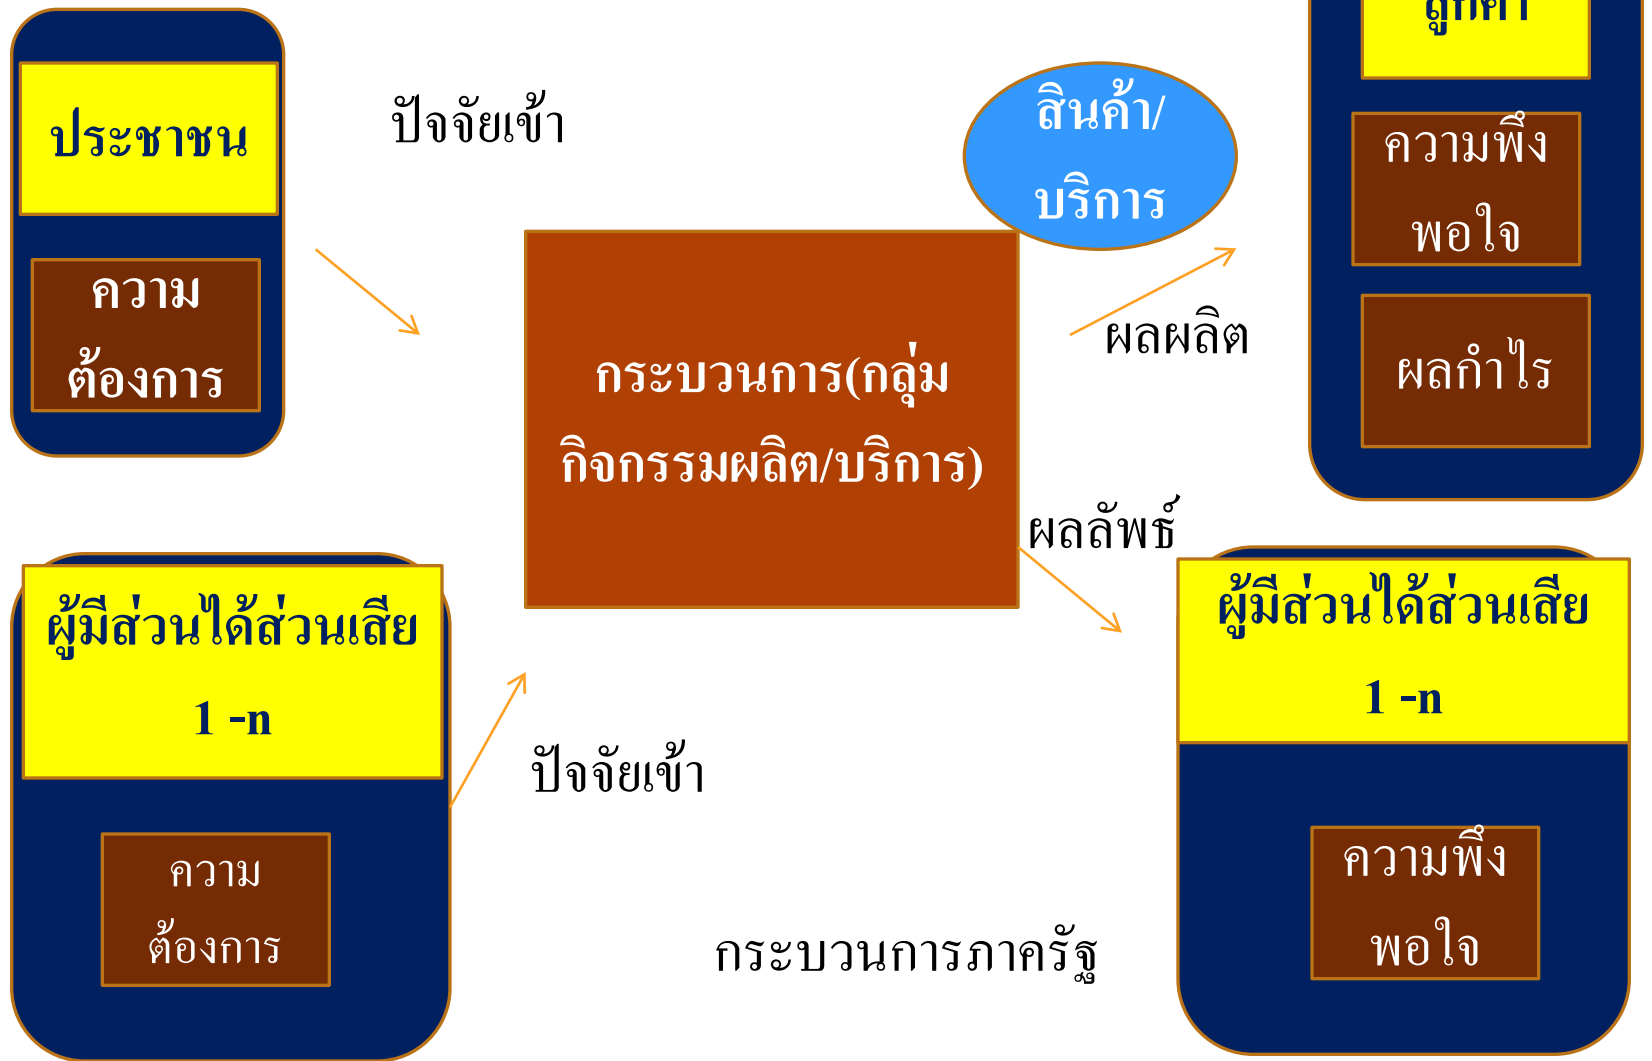 ประชาชน
ความ
ต้องการ
ปัจจัยเข้า
สินค้า/
บริการ
ลูกค้า
ความพึง
พอใจ
ผลกำไร
กระบวนการ(กลุ่ม
กิจกรรมผลิต/บริการ)
ผลผลิต
ผลลัพธ์
ผู้มีส่วนได้ส่วนเสีย
1 -n
ความ
ต้องการ
ปัจจัยเข้า
ผู้มีส่วนได้ส่วนเสีย
1 -n
ความพึง
พอใจ
กระบวนการภาครัฐ